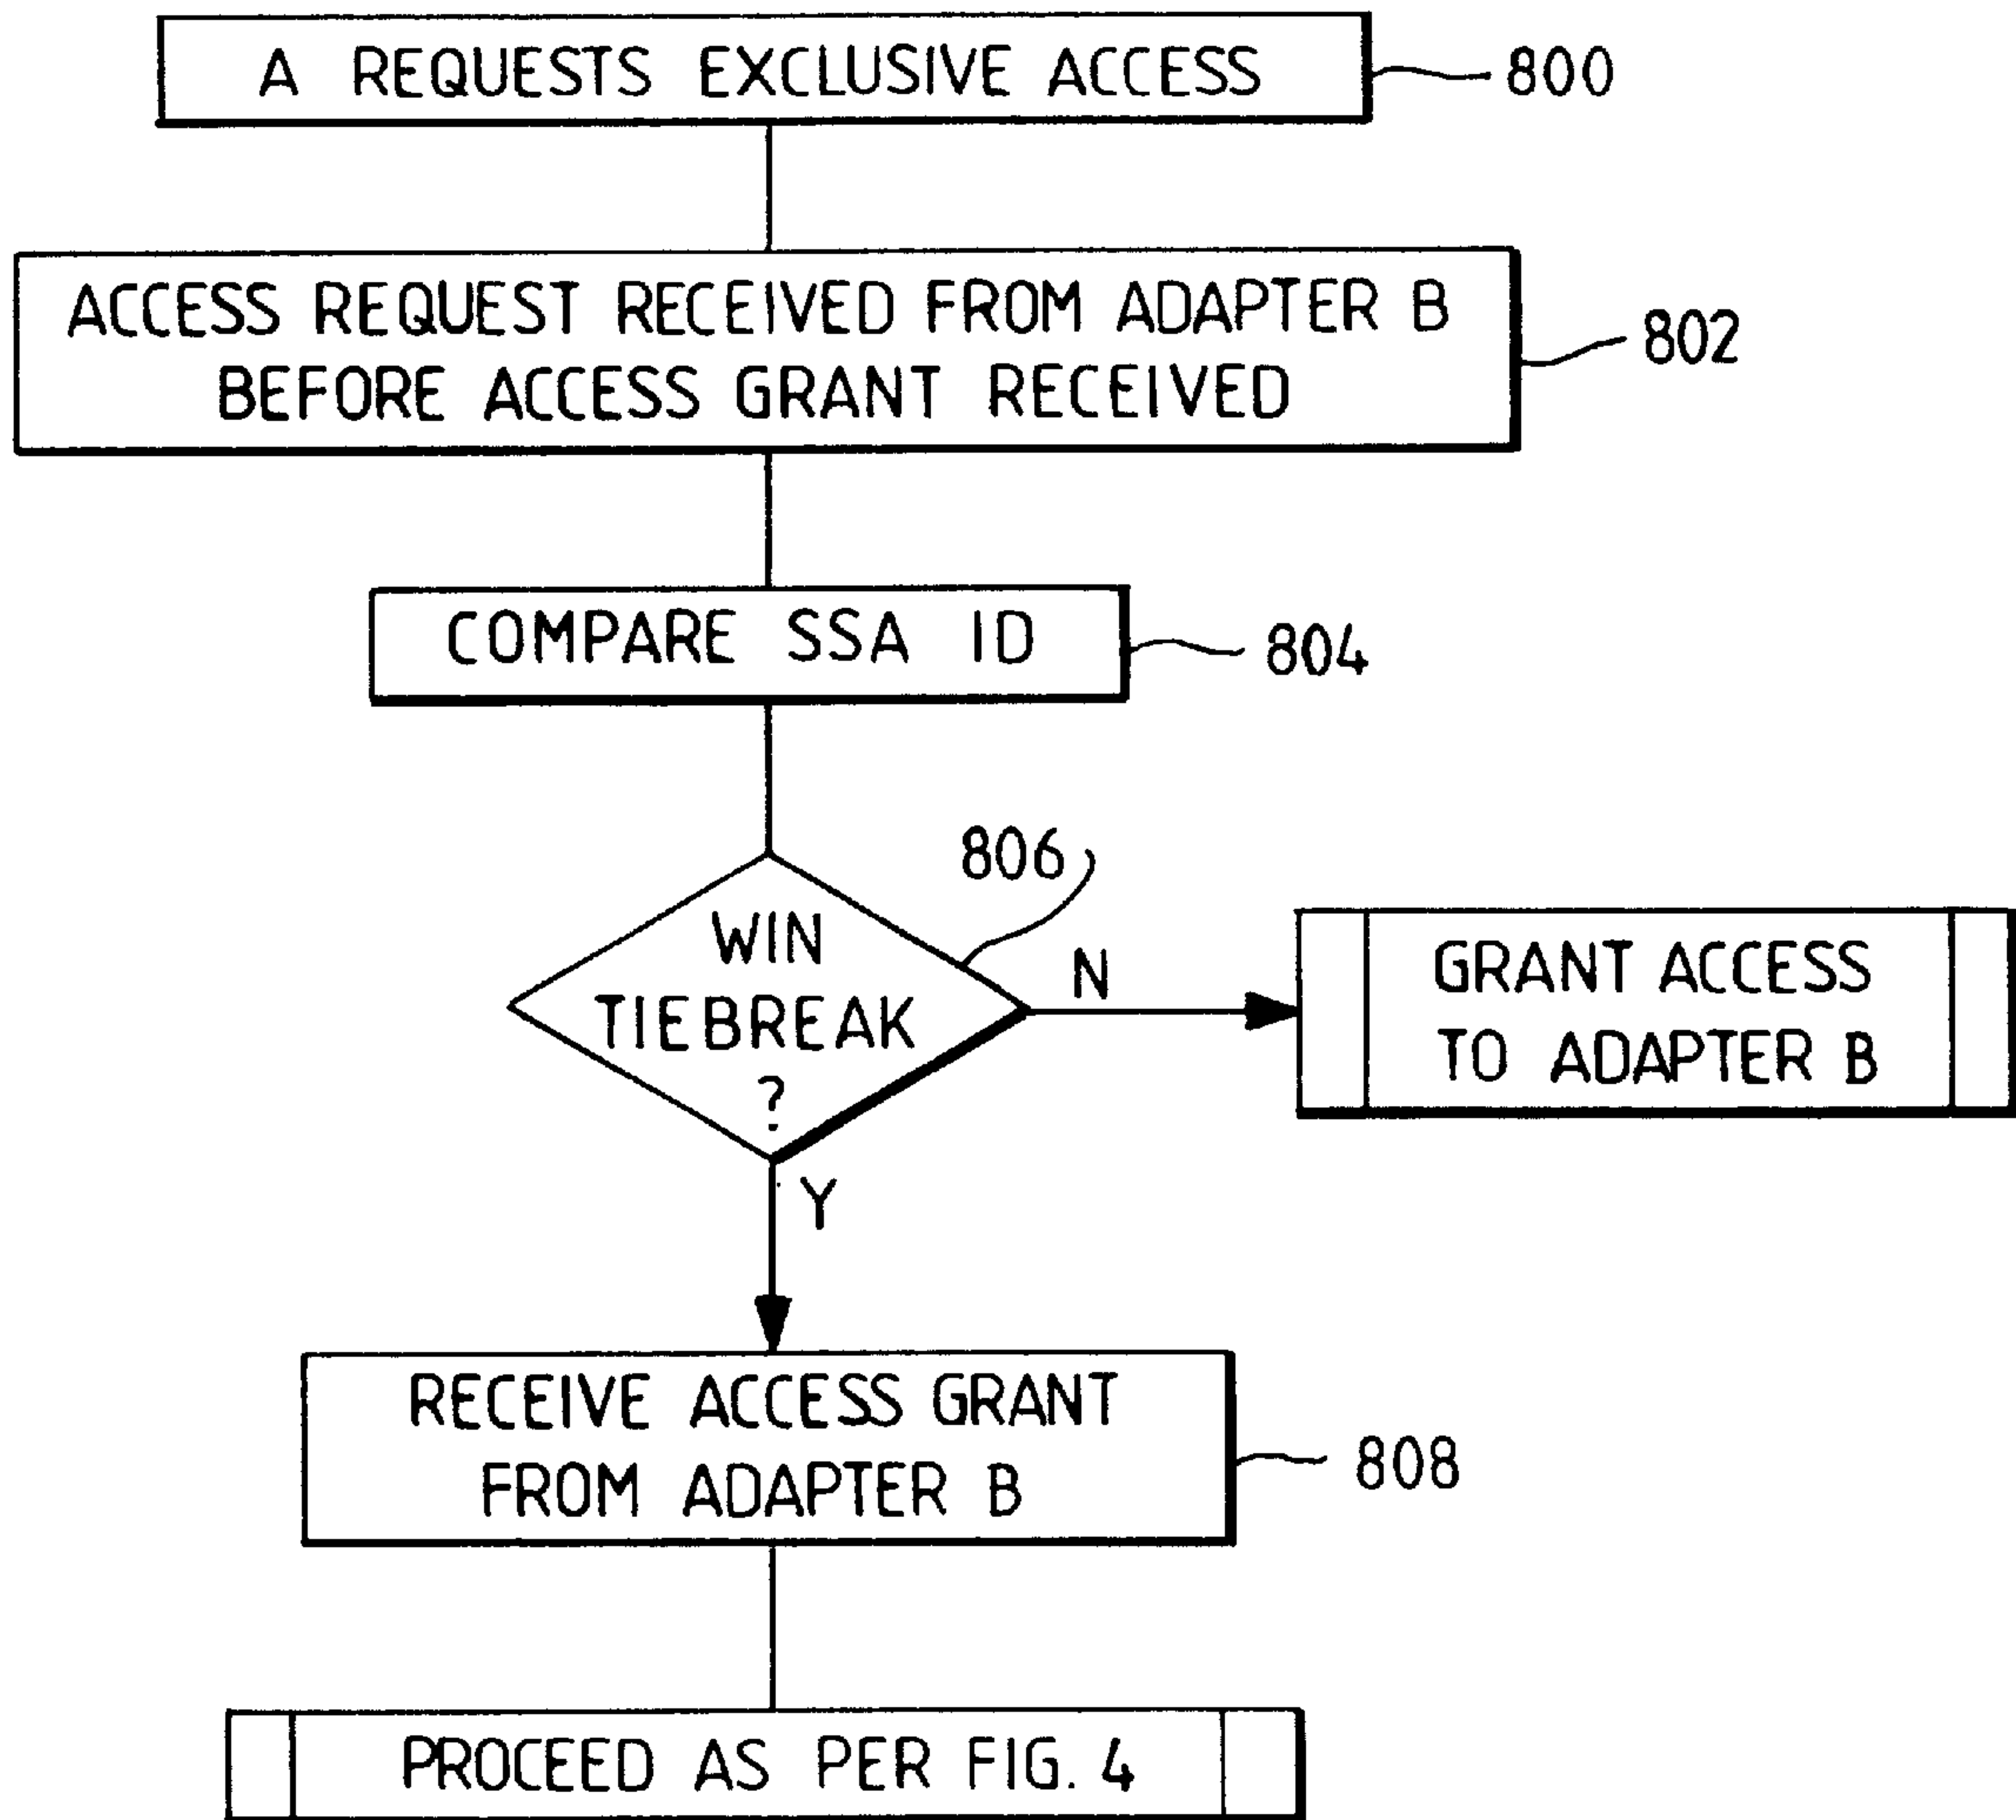 A REQUESTS EXCLUSIVE ACCESS
800
ACCESS REQUEST RECEIVED FROM ADAPTER B
BEFORE ACCESS GRANT RECEIVED
802
COMPARE SSA ID
804
806
WIN
TIEBREAK
?
N
GRANT ACCESS
TO ADAPTER B
Y
RECEIVE ACCESS GRANT
FROM ADAPTER B
808
PROCEED AS PER FIG. 4